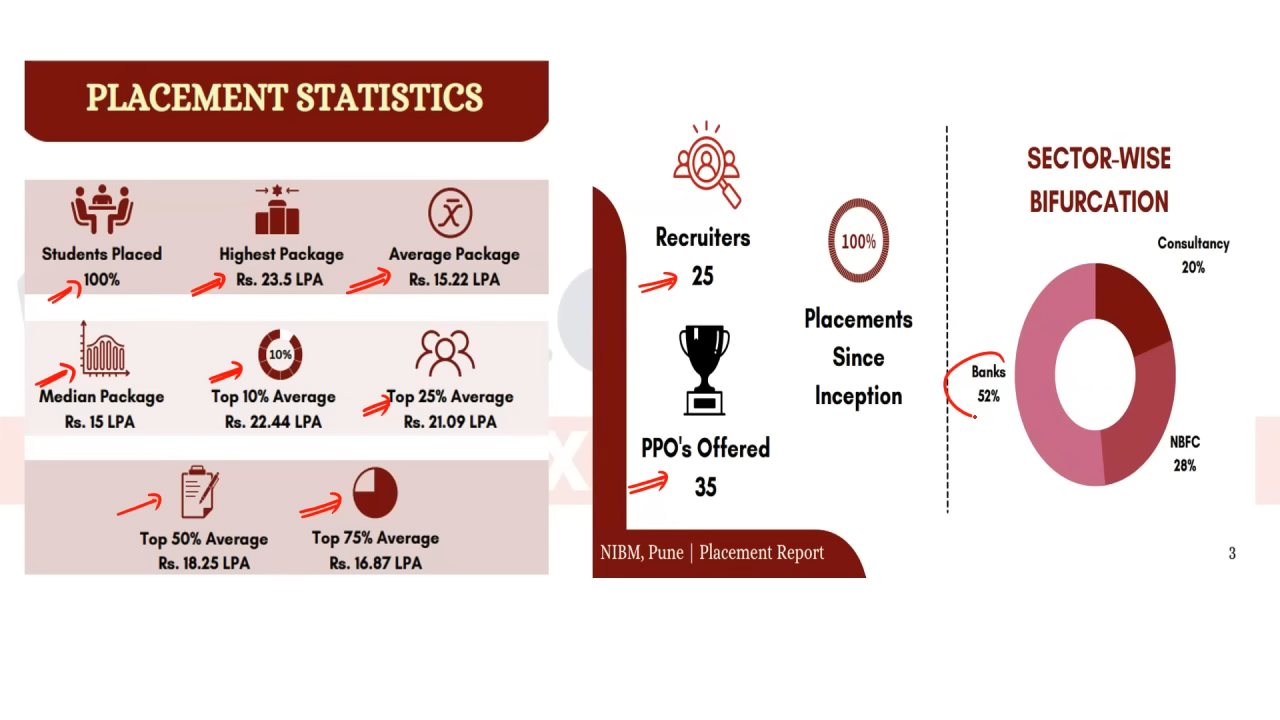 PLACEMENT STATISTICS
Students Placed
100%
Highest Package
Rs. 23.5 LPA
Average Package
Rs. 15.22 LPA
Median Package
Rs. 15 LPA
10%
Top 10% Average
Rs. 22.44 LPA
Top 25% Average
Rs. 21.09 LPA
Top 50% Average
Rs. 18.25 LPA
Top 75% Average
Rs. 16.87 LPA
Recruiters
25
PPO's Offered
35
100%
Placements
Since
Inception
SECTOR-WISE
BIFURCATION
Consultancy
20%
Banks
52%
NBFC
28%
NIBM, Pune | Placement Report
3